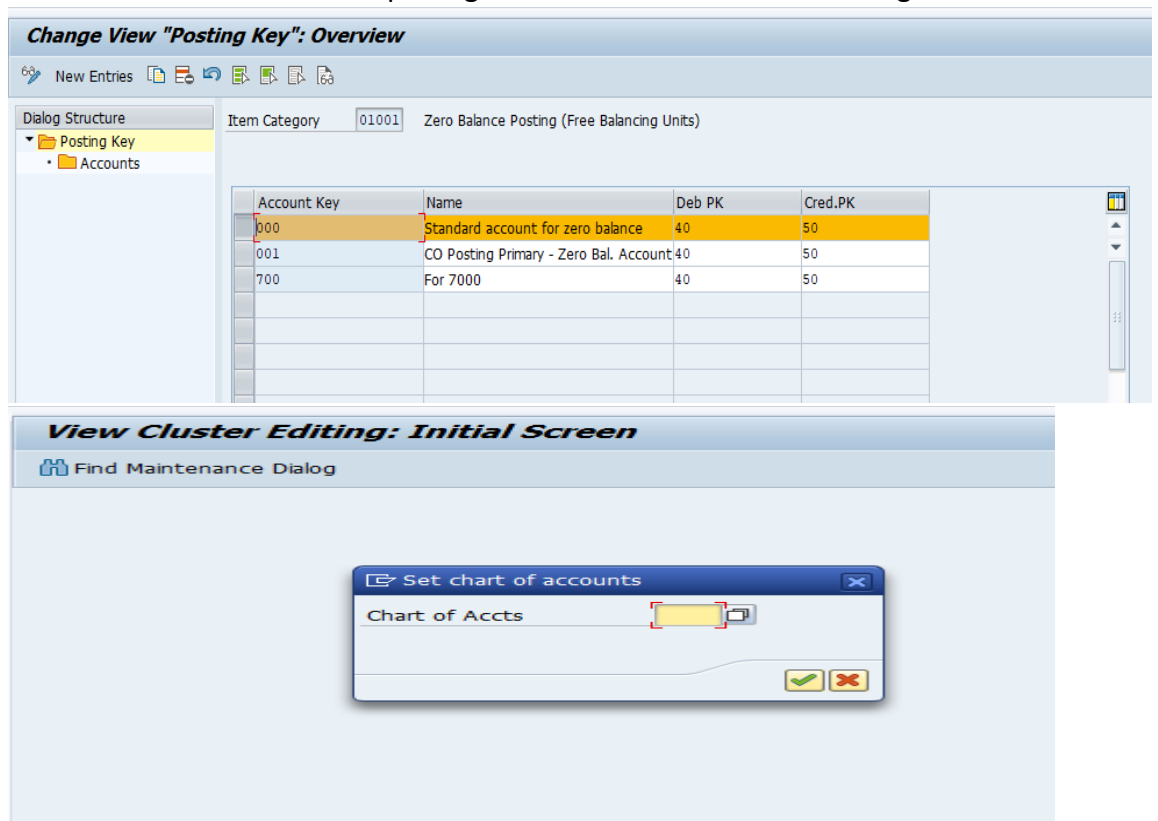 Change View "Posting Key": Overview
New Entries
Dialog Structure
Posting Key
Accounts
Item Category 01001 Zero Balance Posting (Free Balancing Units)
Account Key Name Deb PK Cred.PK
000 Standard account for zero balance 40 50
001 CO Posting Primary - Zero Bal. Account 40 50
700 For 7000 40 50
View Cluster Editing: Initial Screen
Find Maintenance Dialog
Set chart of accounts
Chart of Accts